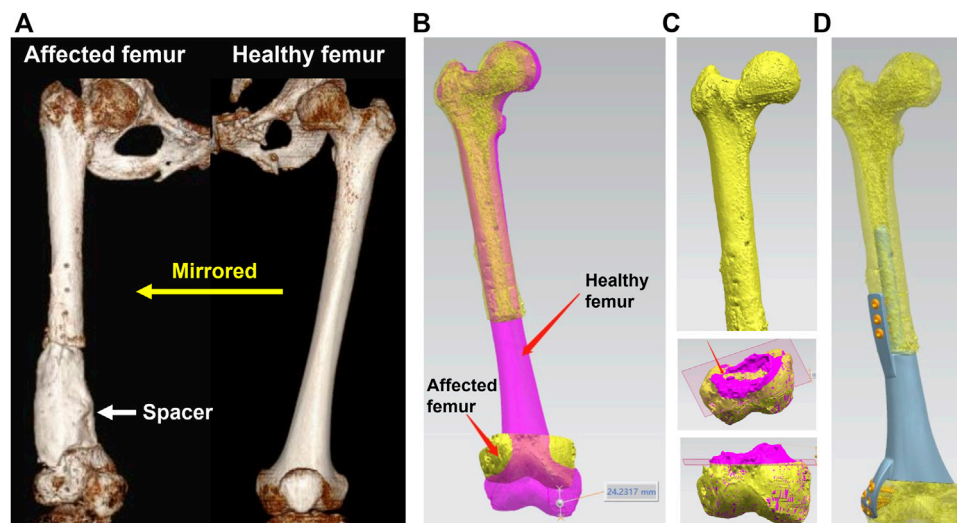 A
B
C
D
Affected femur
Healthy femur
Mirrored
Spacer
Healthy
femur
Affected
femur
24.2317 mm